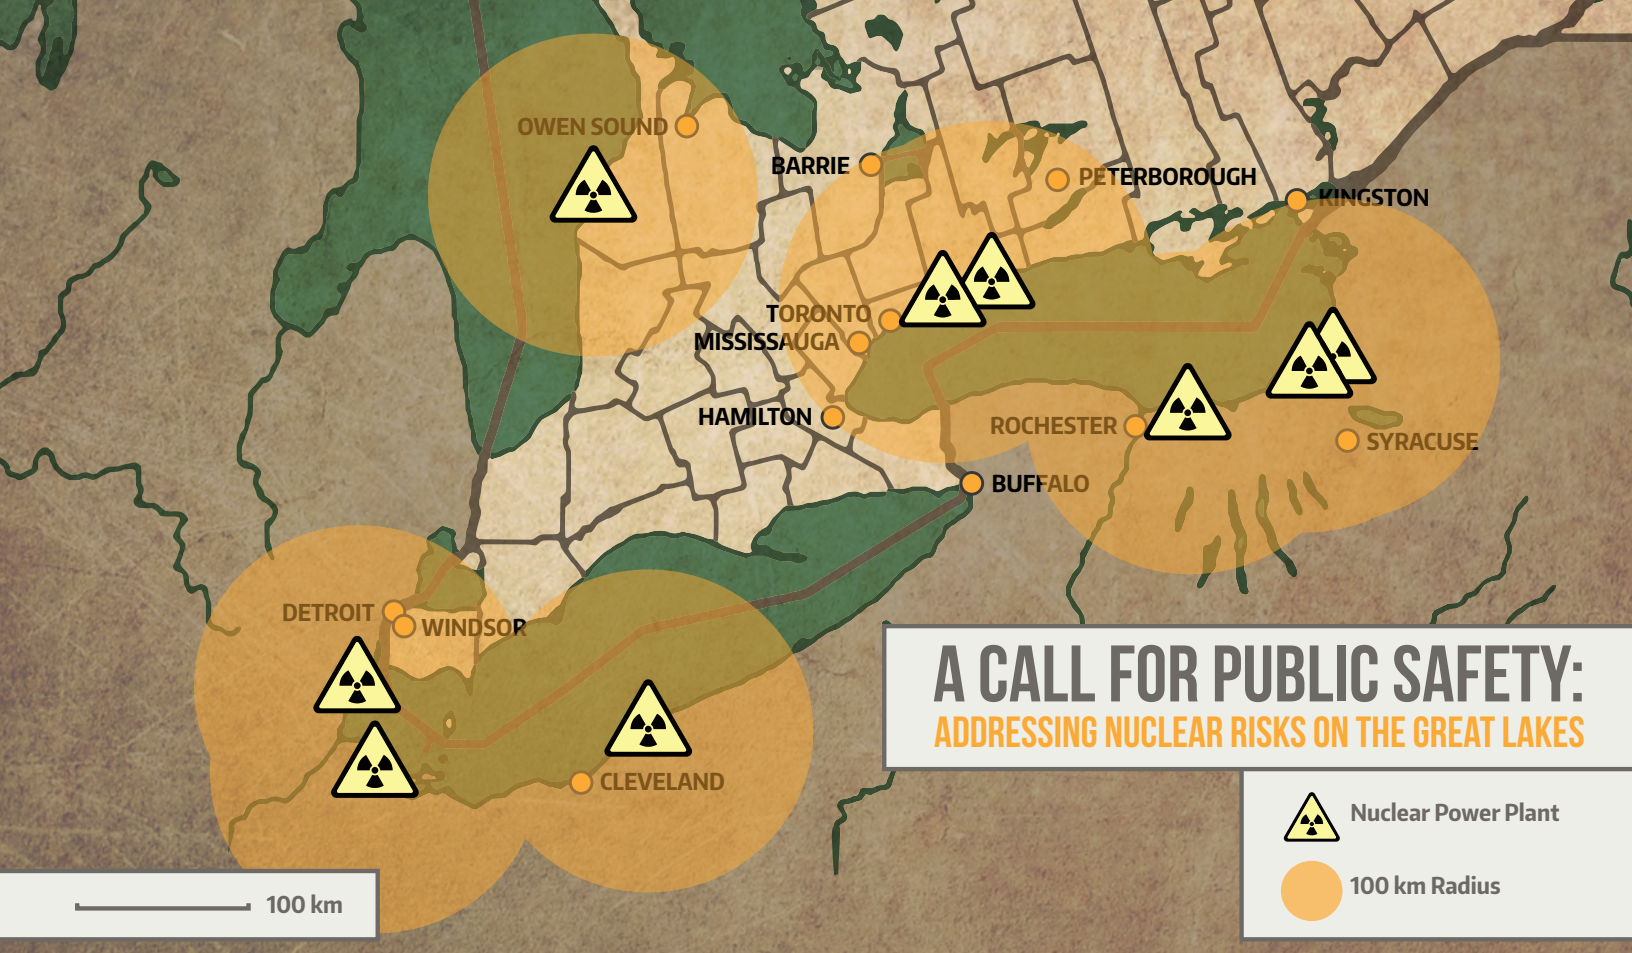 OWEN SOUND
BARRIE
PETERBOROUGH
KINGSTON
TORONTO
MISSISSAUGA
HAMILTON
ROCHESTER
SYRACUSE
BUFFALO
DETROIT
WINDSOR
CLEVELAND
A CALL FOR PUBLIC SAFETY:
ADDRESSING NUCLEAR RISKS ON THE GREAT LAKES
Nuclear Power Plant
100 km Radius
100 km